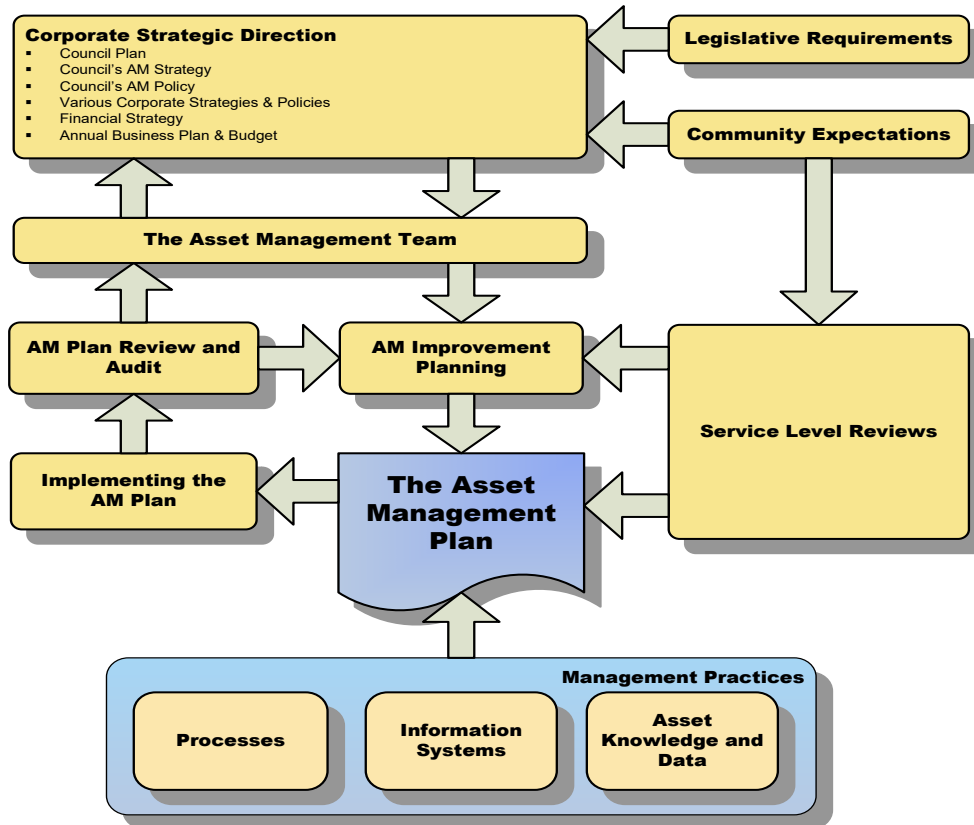 Corporate Strategic Direction
▪ Council Plan
▪ Council's AM Strategy
▪ Council's AM Policy
▪ Various Corporate Strategies & Policies
▪ Financial Strategy
▪ Annual Business Plan & Budget
Legislative Requirements
Community Expectations
The Asset Management Team
AM Plan Review and
Audit
AM Improvement
Planning
Service Level Reviews
Implementing the
AM Plan
The Asset
Management
Plan
Management Practices
Processes
Information
Systems
Asset
Knowledge and
Data